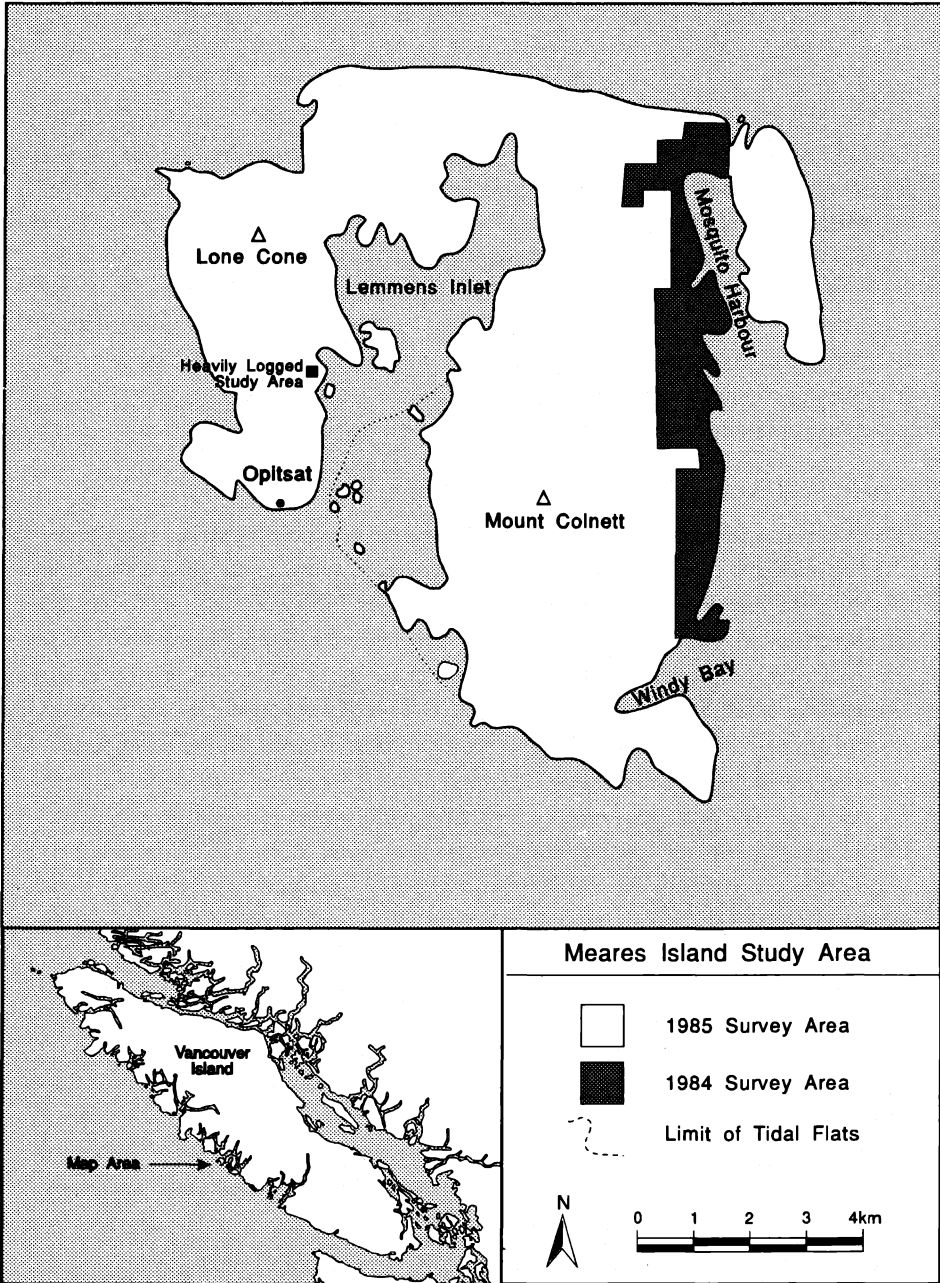 Lone Cone
Lemmens Inlet
Mosquito Harbour
Heavily Logged
Study Area
Opitsat
Mount Colnett
Windy Bay
Vancouver
Island
Map Area
Meares Island Study Area
1985 Survey Area
1984 Survey Area
Limit of Tidal Flats
N
0 1 2 3 4km